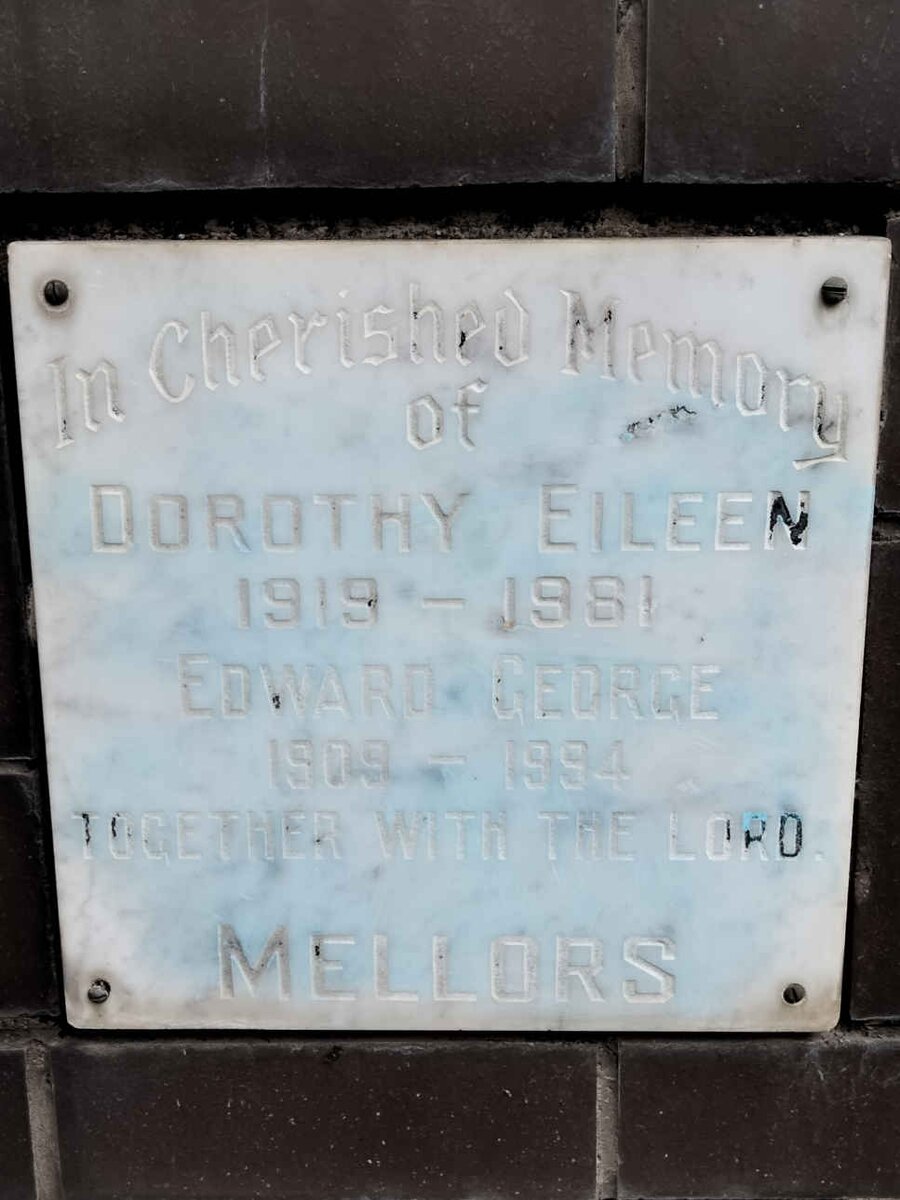 In Cherished Memory
of
DOROTHY EILEEN
1919 – 1981
EDWARD GEORGE
1909 – 1994
TOGETHER WITH THE LORD.
MELLORS